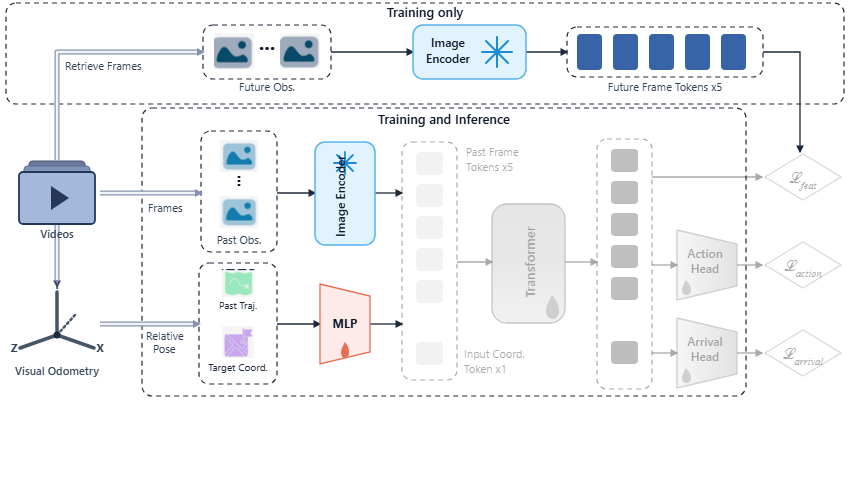 Training only
Retrieve Frames
Future Obs.
Image
Encoder
Future Frame Tokens x5
Training and Inference
Videos
Frames
Past Obs.
Image Encoder
Past Frame
Tokens x5
Transformer
ℒfeat
Action
Head
ℒaction
Past Traj.
Target Coord.
Relative
Pose
MLP
Input Coord.
Token x1
Arrival
Head
ℒarrival
Y
Z
X
Visual Odometry